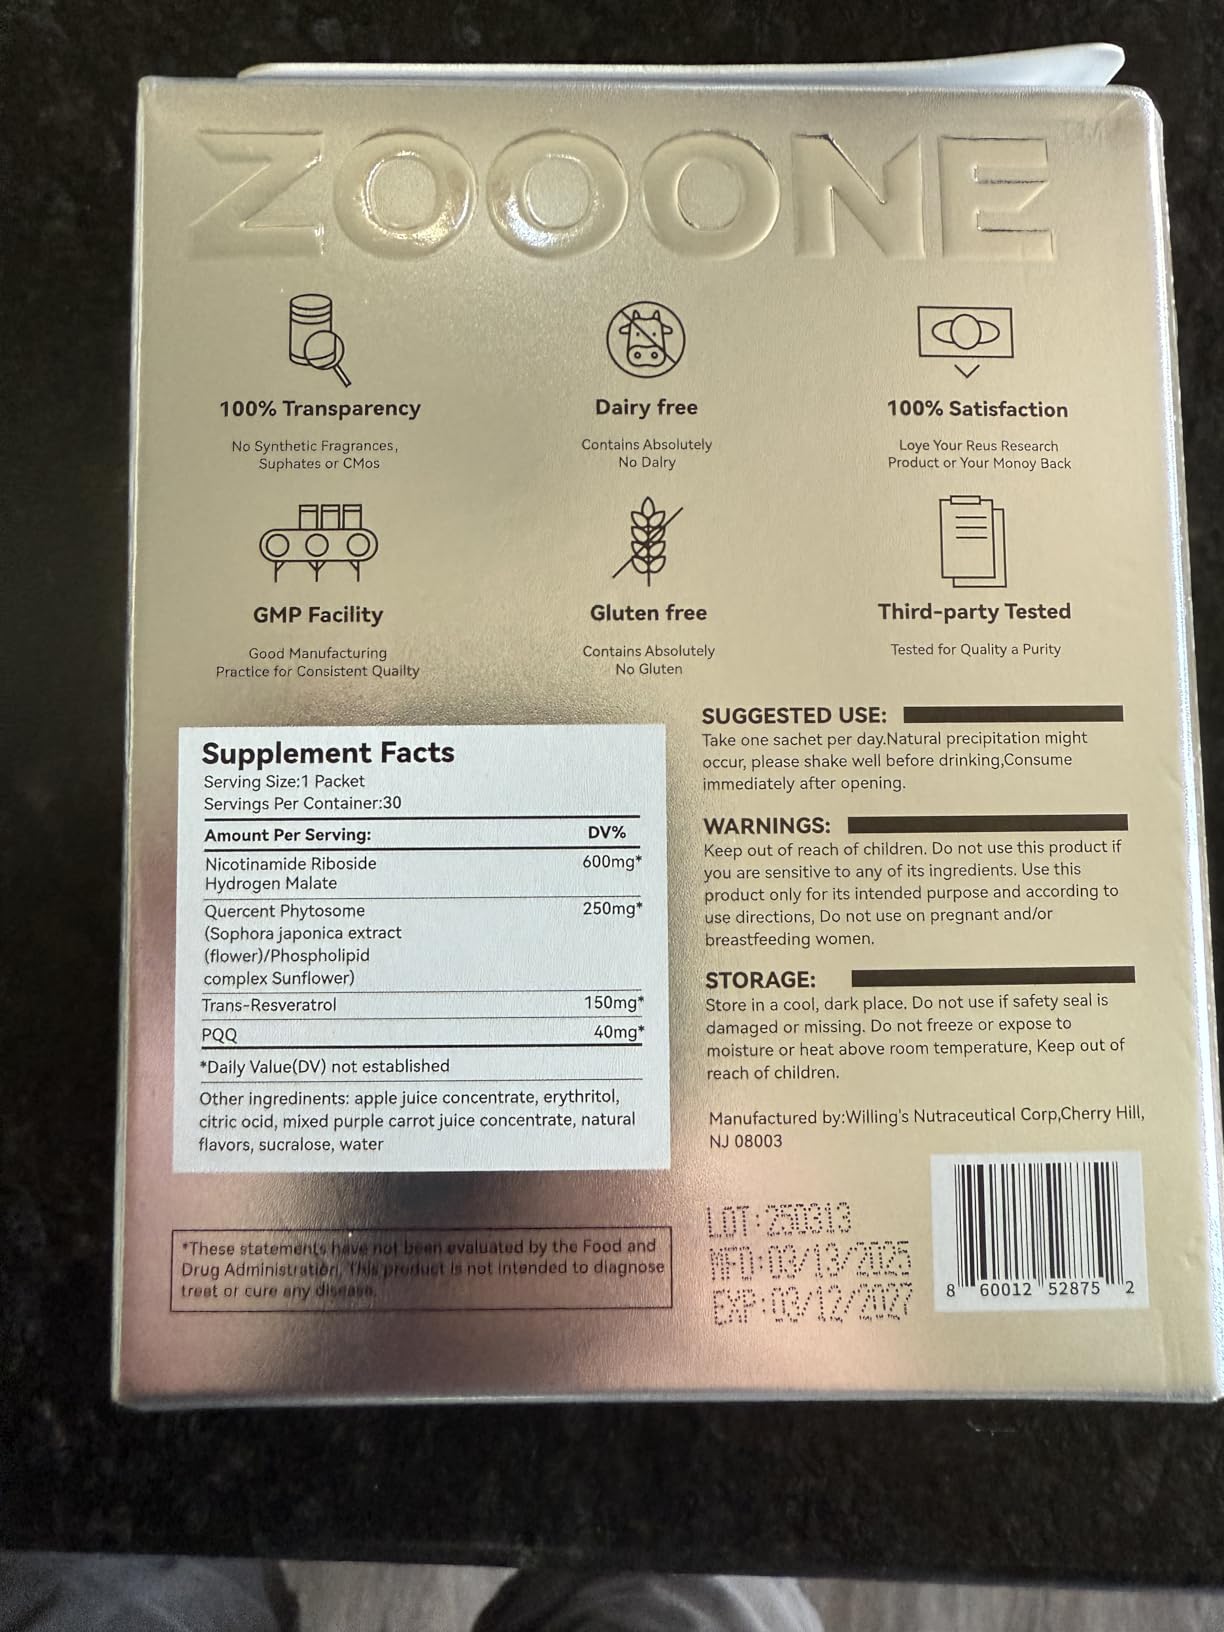 ZOOONE
TM
100% Transparency
No Synthetic Fragrances,
Suphates or CMos
Dairy free
Contains Absolutely
No Dalry
100% Satisfaction
Loye Your Reus Research
Product or Your Monoy Back
GMP Facility
Good Manufacturing
Practice for Consistent Quailty
Gluten free
Contains Absolutely
No Gluten
Third-party Tested
Tested for Quality a Purity
Supplement Facts
Serving Size:1 Packet
Servings Per Container:30
Amount Per Serving: DV%
Nicotinamide Riboside 600mg*
Hydrogen Malate
Quercent Phytosome 250mg*
(Sophora japonica extract
(flower)/Phospholipid
complex Sunflower)
Trans-Resveratrol 150mg*
PQQ 40mg*
*Daily Value(DV) not established
Other ingredinents: apple juice concentrate, erythritol,
citric ocid, mixed purple carrot juice concentrate, natural
flavors, sucralose, water
*These statements have not been evaluated by the Food and
Drug Administration, This product is not intended to diagnose
treat or cure any disease.
SUGGESTED USE:
Take one sachet per day.Natural precipitation might
occur, please shake well before drinking,Consume
immediately after opening.
WARNINGS:
Keep out of reach of children. Do not use this product if
you are sensitive to any of its ingredients. Use this
product only for its intended purpose and according to
use directions, Do not use on pregnant and/or
breastfeeding women.
STORAGE:
Store in a cool, dark place. Do not use if safety seal is
damaged or missing. Do not freeze or expose to
moisture or heat above room temperature, Keep out of
reach of children.
Manufactured by:Willing's Nutraceutical Corp,Cherry Hill,
NJ 08003
LOT:250313
MFD:03/13/2025
EXP:03/12/2027
8 60012 52875 2